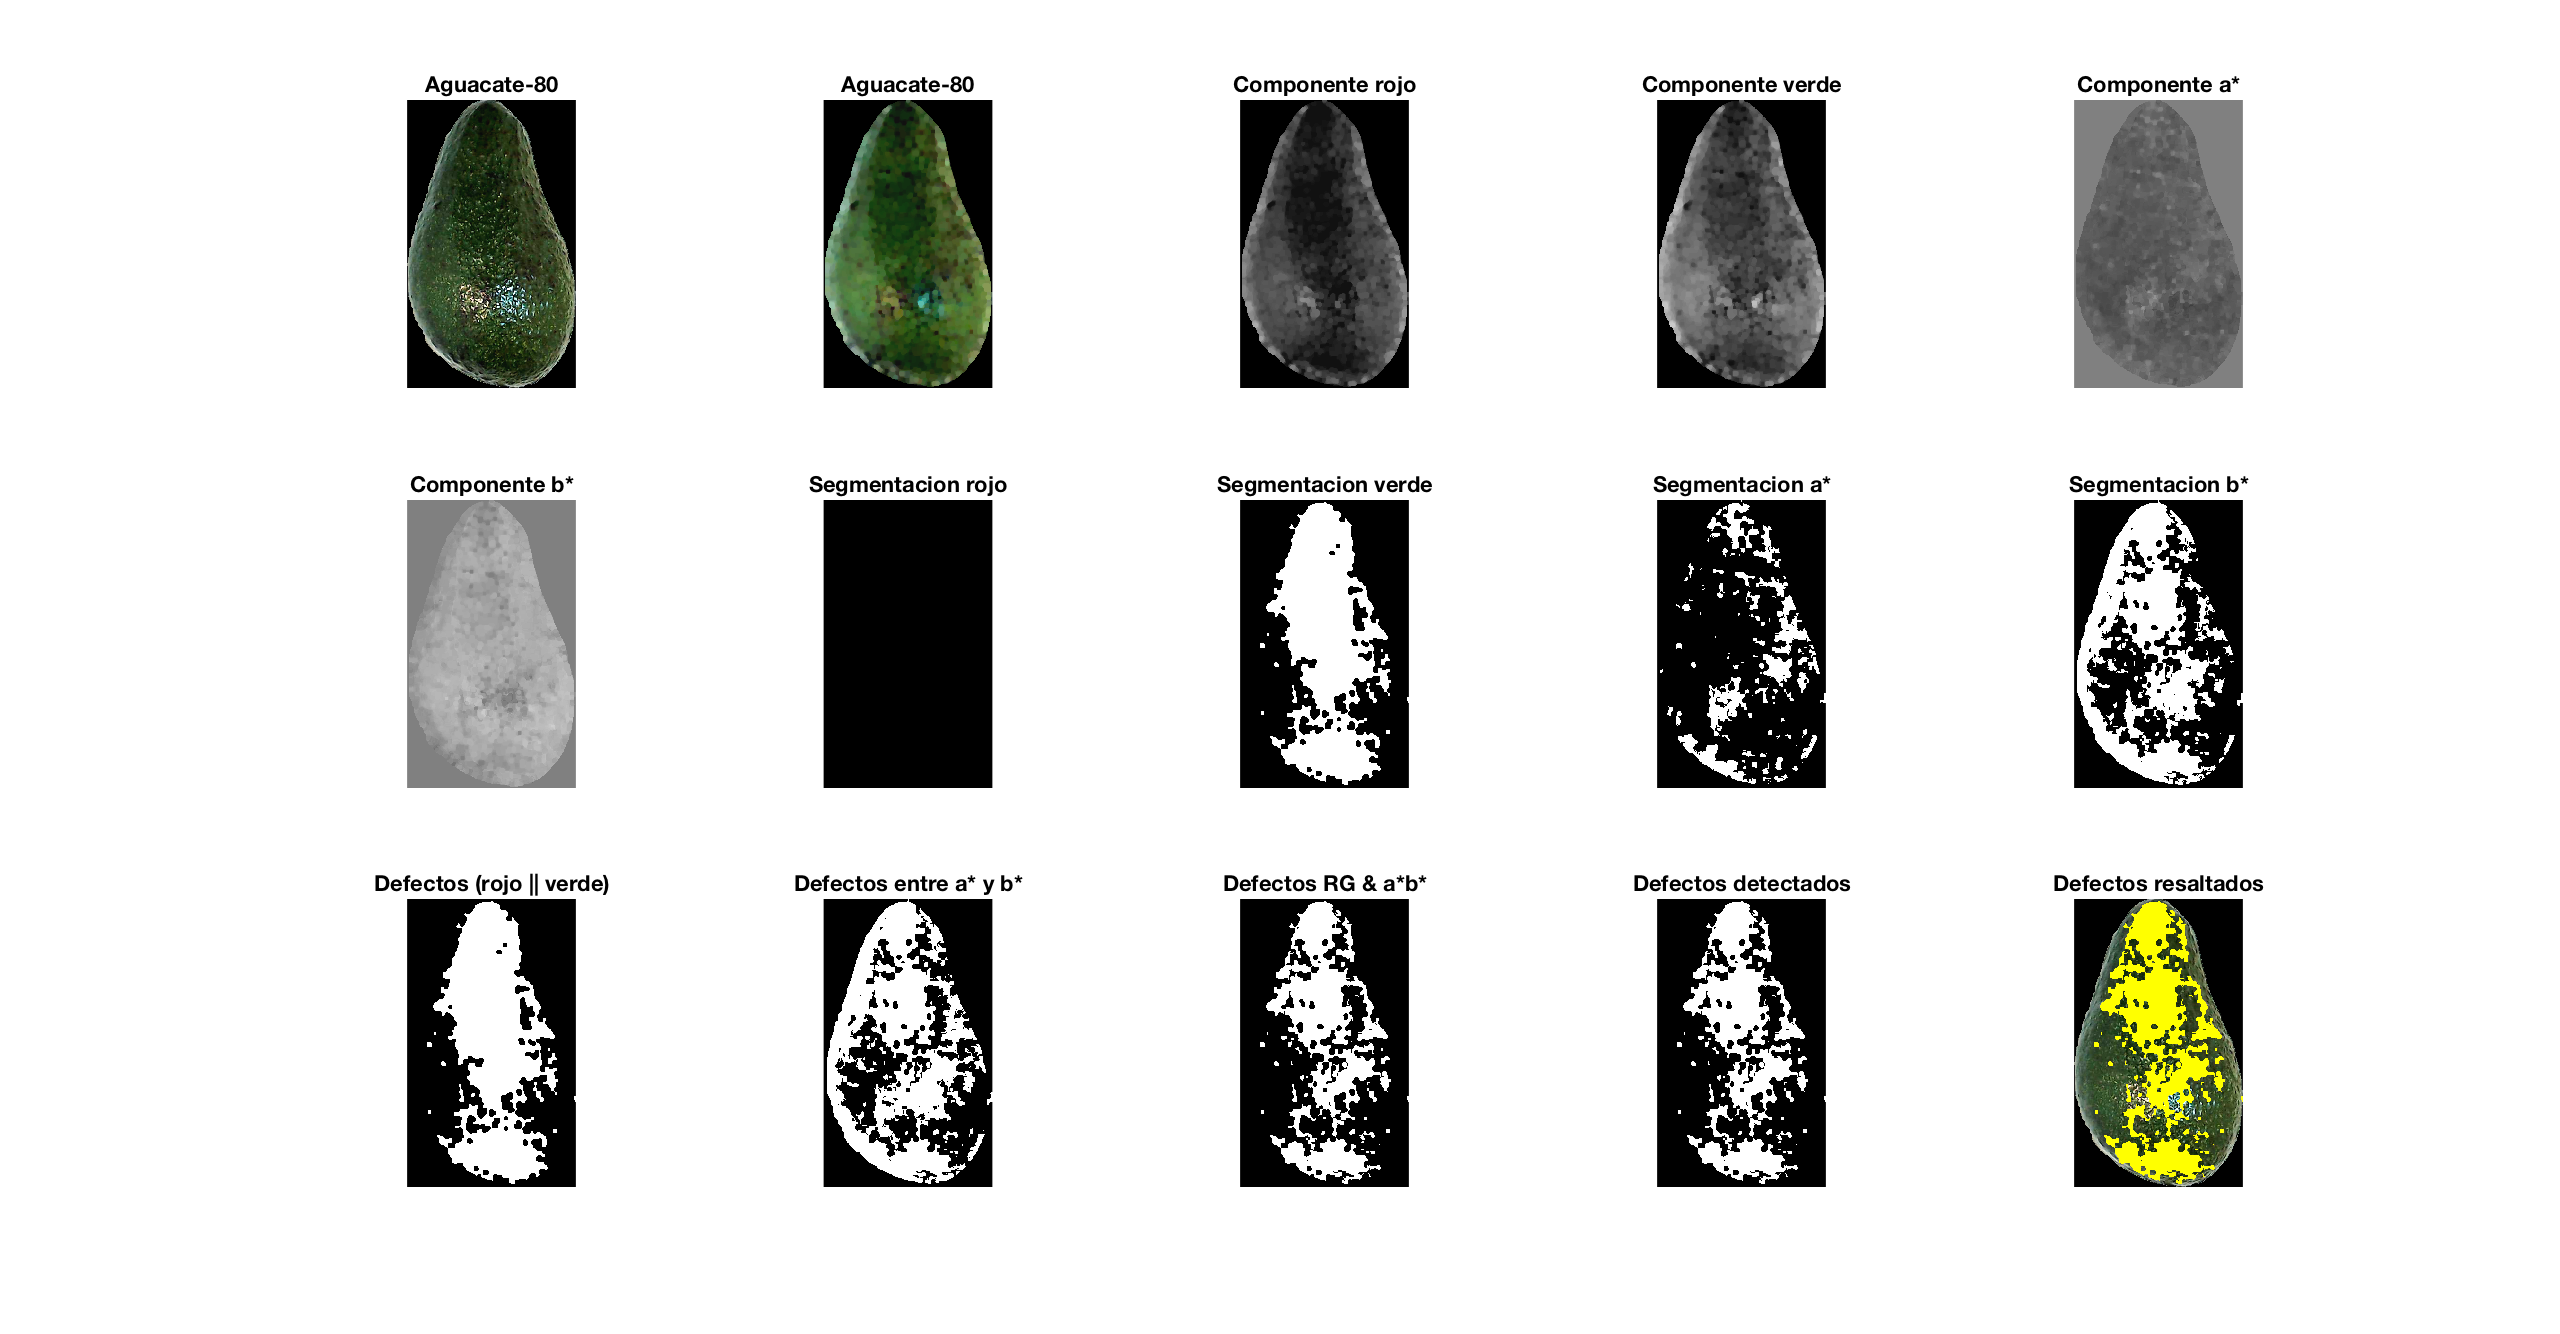 Aguacate-80
Aguacate-80
Componente rojo
Componente verde
Componente a*
Componente b*
Segmentacion rojo
Segmentacion verde
Segmentacion a*
Segmentacion b*
Defectos (rojo || verde)
Defectos entre a* y b*
Defectos RG & a*b*
Defectos detectados
Defectos resaltados